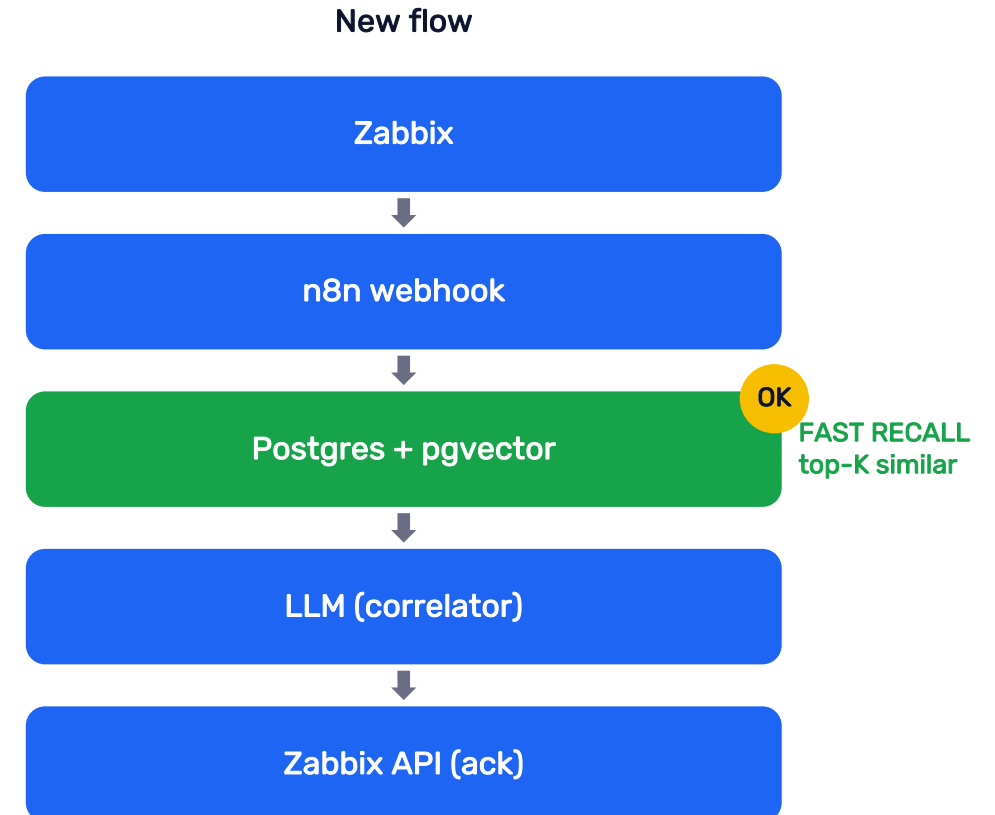 New flow
Zabbix
n8n webhook
OK
Postgres + pgvector
FAST RECALL
top-K similar
LLM (correlator)
Zabbix API (ack)